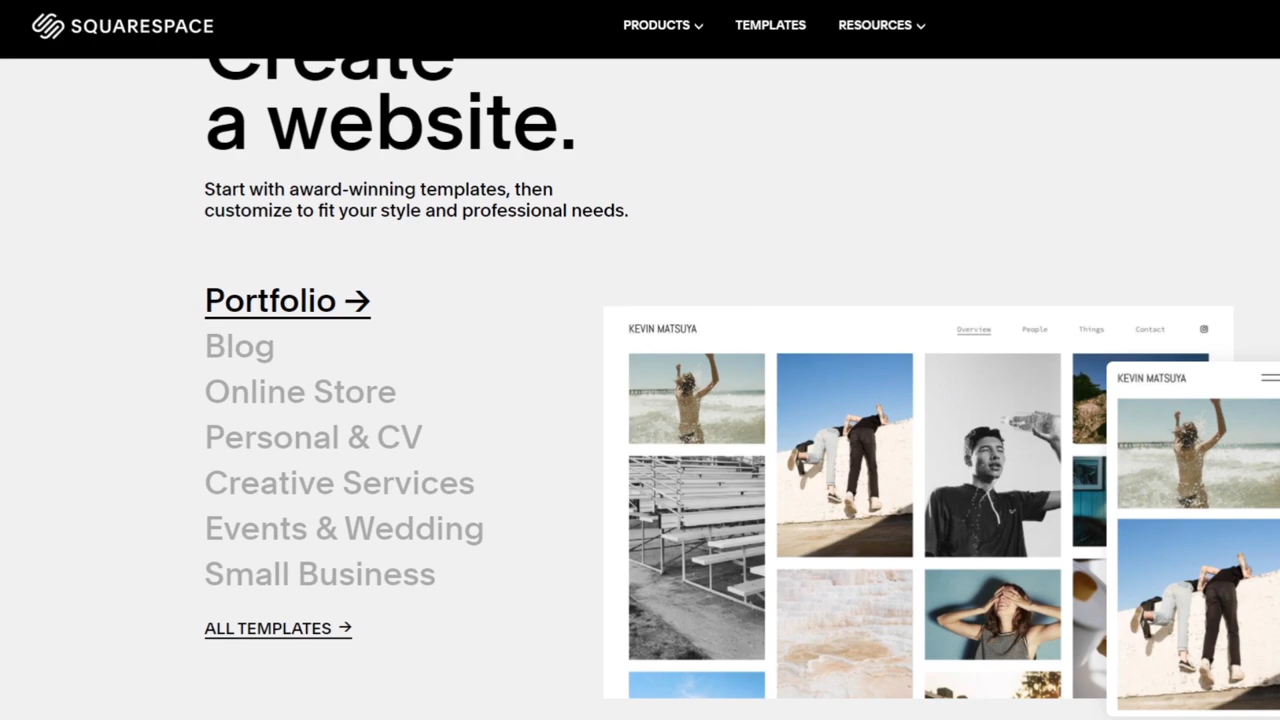 SQUARESPACE
PRODUCTS
TEMPLATES
RESOURCES
Create
a website.
Start with award-winning templates, then
customize to fit your style and professional needs.
Portfolio →
Blog
Online Store
Personal & CV
Creative Services
Events & Wedding
Small Business
ALL TEMPLATES →
KEVIN MATSUYA
Overview
People
Things
Contact
KEVIN MATSUYA